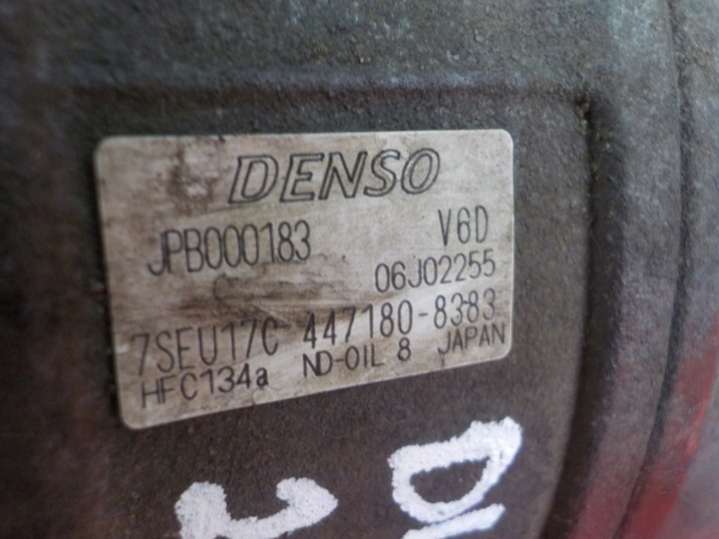 DENSO
JPB000183 V6D
06J02255
7SEU17C 447180-8383
HFC134a ND-OIL 8 JAPAN